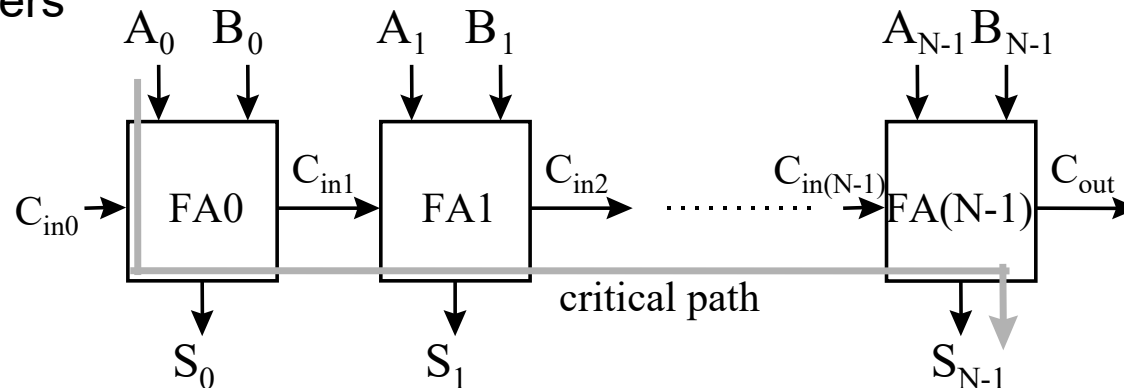 ers
A0 B0 A1 B1 AN-1 BN-1
Cin0 FA0 Cin1 FA1 Cin2 ........... Cin(N-1) FA(N-1) Cout
critical path
S0 S1 SN-1